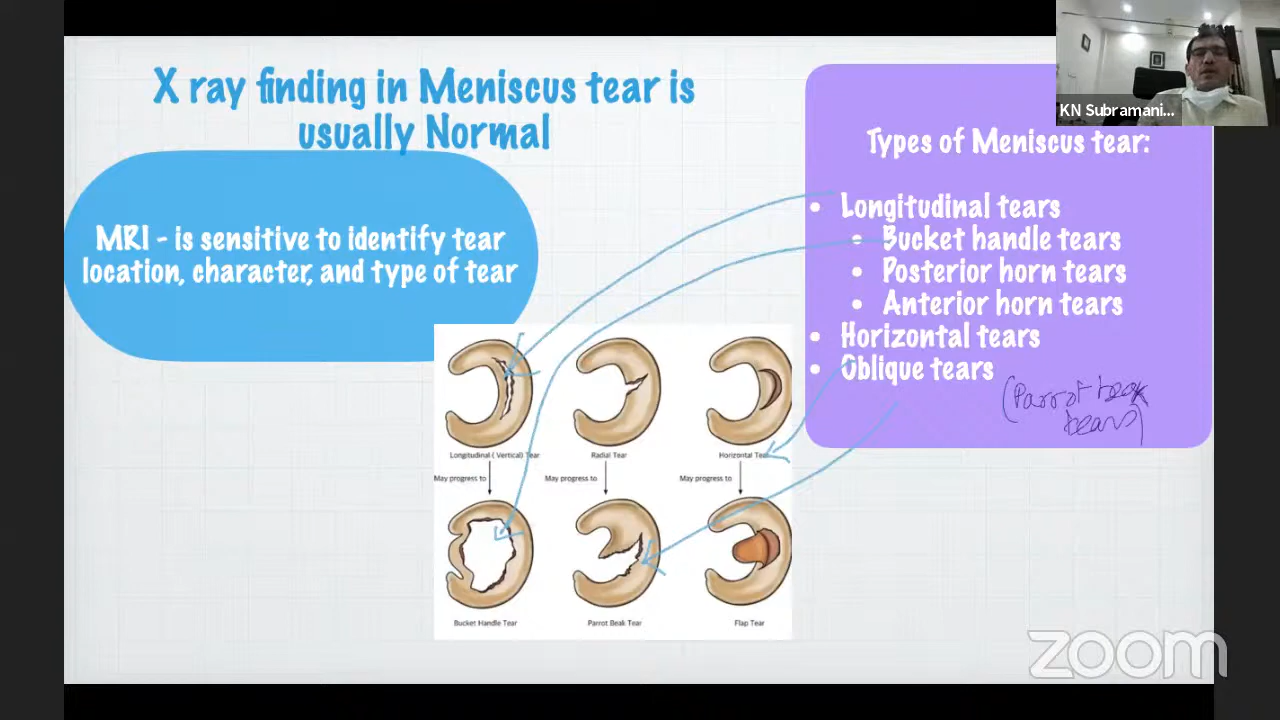 X ray finding in Meniscus tear is
usually Normal
KN Subramani...
MRI - is sensitive to identify tear
location, character, and type of tear
Types of Meniscus tear:
• Longitudinal tears
• Bucket handle tears
• Posterior horn tears
• Anterior horn tears
• Horizontal tears
• Oblique tears
(Parrot beak
tears)
Longitudinal ( Vertical) Tear
Radial Tear
Horizontal Tear
May progress to
May progress to
May progress to
Bucket Handle Tear
Parrot Beak Tear
Flap Tear
zoom